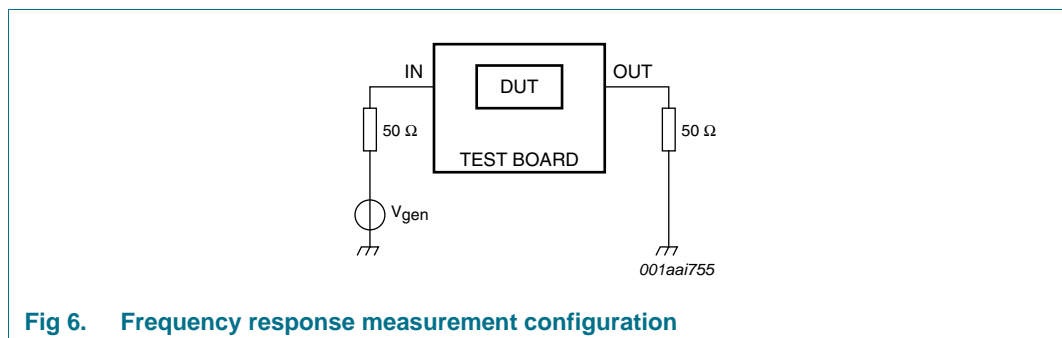 IN
OUT
DUT
50 Ω
50 Ω
TEST BOARD
Vgen
001aai755
Fig 6. Frequency response measurement configuration